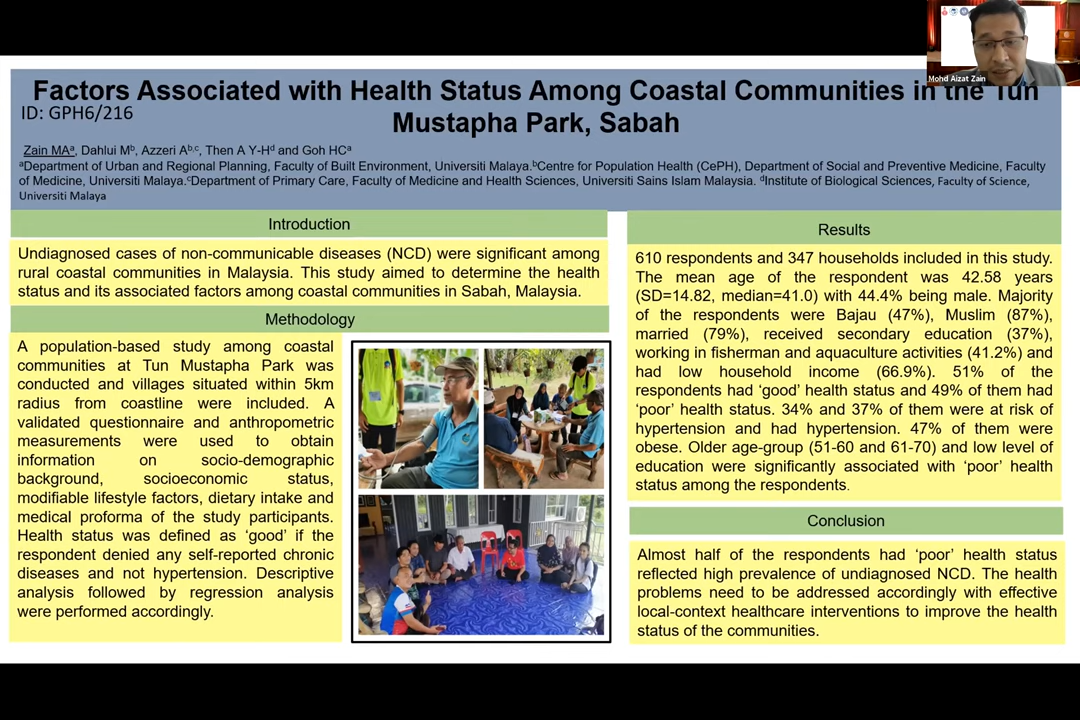 Mohd Aizat Zain
Factors Associated with Health Status Among Coastal Communities in the Tun
Mustapha Park, Sabah
ID: GPH6/216
Zain MAᵃ, Dahlui Mᵇ, Azzeri Aᵇ,ᶜ, Then A Y-Hᵈ and Goh HCᵃ
ᵃDepartment of Urban and Regional Planning, Faculty of Built Environment, Universiti Malaya.ᵇCentre for Population Health (CePH), Department of Social and Preventive Medicine, Faculty
of Medicine, Universiti Malaya.ᶜDepartment of Primary Care, Faculty of Medicine and Health Sciences, Universiti Sains Islam Malaysia. ᵈInstitute of Biological Sciences, Faculty of Science,
Universiti Malaya
Introduction
Undiagnosed cases of non-communicable diseases (NCD) were significant among
rural coastal communities in Malaysia. This study aimed to determine the health
status and its associated factors among coastal communities in Sabah, Malaysia.
Methodology
A population-based study among coastal
communities at Tun Mustapha Park was
conducted and villages situated within 5km
radius from coastline were included. A
validated questionnaire and anthropometric
measurements were used to obtain
information on socio-demographic
background, socioeconomic status,
modifiable lifestyle factors, dietary intake and
medical proforma of the study participants.
Health status was defined as ‘good’ if the
respondent denied any self-reported chronic
diseases and not hypertension. Descriptive
analysis followed by regression analysis
were performed accordingly.
Results
610 respondents and 347 households included in this study.
The mean age of the respondent was 42.58 years
(SD=14.82, median=41.0) with 44.4% being male. Majority
of the respondents were Bajau (47%), Muslim (87%),
married (79%), received secondary education (37%),
working in fisherman and aquaculture activities (41.2%) and
had low household income (66.9%). 51% of the
respondents had ‘good’ health status and 49% of them had
‘poor’ health status. 34% and 37% of them were at risk of
hypertension and had hypertension. 47% of them were
obese. Older age-group (51-60 and 61-70) and low level of
education were significantly associated with ‘poor’ health
status among the respondents.
Conclusion
Almost half of the respondents had ‘poor’ health status
reflected high prevalence of undiagnosed NCD. The health
problems need to be addressed accordingly with effective
local-context healthcare interventions to improve the health
status of the communities.